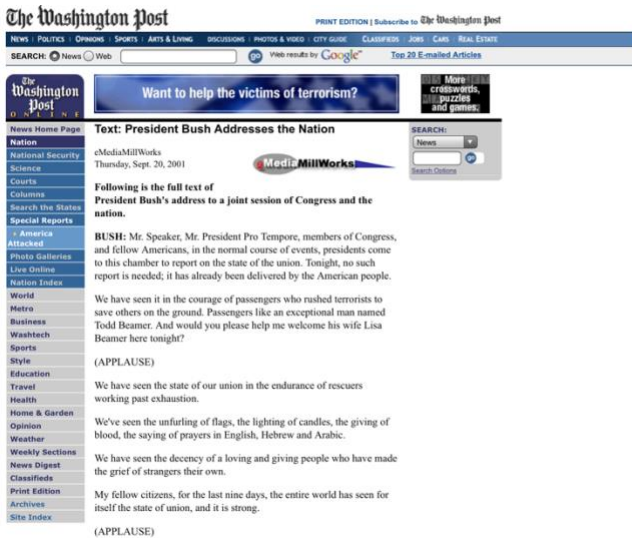 The Washington Post
PRINT EDITION | Subscribe to The Washington Post
NEWS | POLITICS | OPINIONS | SPORTS | ARTS & LIVING DISCUSSIONS | PHOTOS & VIDEO | CITY GUIDE CLASSIFIEDS | JOBS | CARS | REAL ESTATE
SEARCH: News Web go Web results by Google™ Top 20 E-mailed Articles
The
Washington
Post
ONLINE
Want to help the victims of terrorism?
More
crosswords,
puzzles
and games.
News Home Page
Nation
National Security
Science
Courts
Columns
Search the States
Special Reports
America
Attacked
Photo Galleries
Live Online
Nation Index
World
Metro
Business
Washtech
Sports
Style
Education
Travel
Health
Home & Garden
Opinion
Weather
Weekly Sections
News Digest
Classifieds
Print Edition
Archives
Site Index
Text: President Bush Addresses the Nation
eMediaMillWorks
Thursday, Sept. 20, 2001
eMediaMillWorks
Following is the full text of
President Bush's address to a joint session of Congress and the
nation.
BUSH: Mr. Speaker, Mr. President Pro Tempore, members of Congress,
and fellow Americans, in the normal course of events, presidents come
to this chamber to report on the state of the union. Tonight, no such
report is needed; it has already been delivered by the American people.
We have seen it in the courage of passengers who rushed terrorists to
save others on the ground. Passengers like an exceptional man named
Todd Beamer. And would you please help me welcome his wife Lisa
Beamer here tonight?
(APPLAUSE)
We have seen the state of our union in the endurance of rescuers
working past exhaustion.
We've seen the unfurling of flags, the lighting of candles, the giving of
blood, the saying of prayers in English, Hebrew and Arabic.
We have seen the decency of a loving and giving people who have made
the grief of strangers their own.
My fellow citizens, for the last nine days, the entire world has seen for
itself the state of union, and it is strong.
(APPLAUSE)
SEARCH:
News
go
Search Options